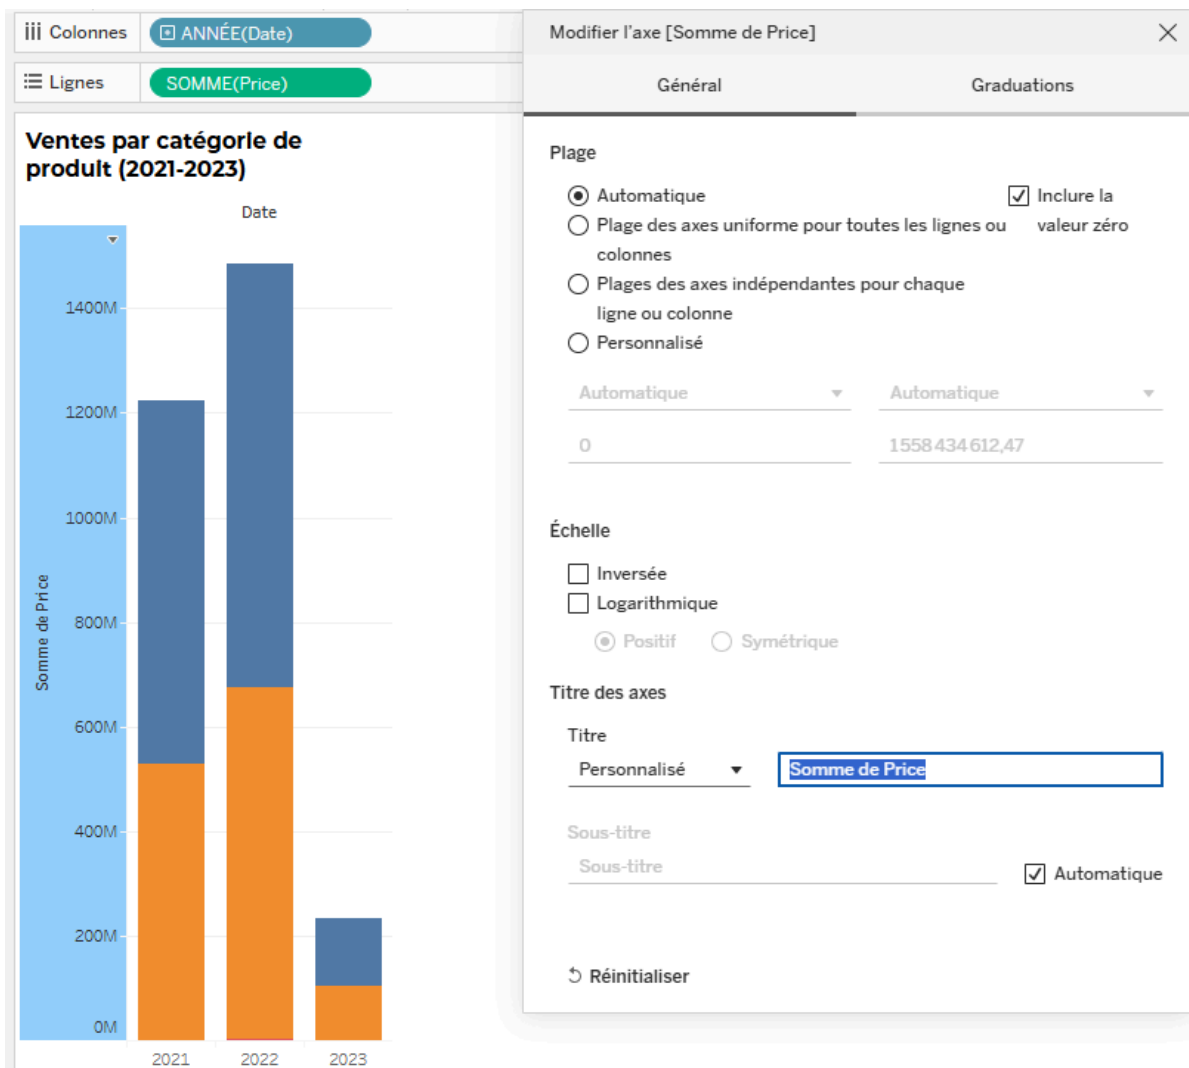 Colonnes
ANNÉE(Date)
Lignes
SOMME(Price)
Ventes par catégorie de
produit (2021-2023)
Date
1400M
1200M
1000M
800M
600M
400M
200M
0M
Somme de Price
2021
2022
2023
Modifier l'axe [Somme de Price]
Général
Graduations
Plage
Automatique
Inclure la
valeur zéro
Plage des axes uniforme pour toutes les lignes ou
colonnes
Plages des axes indépendantes pour chaque
ligne ou colonne
Personnalisé
Automatique
Automatique
0
1 558 434 612,47
Échelle
Inversée
Logarithmique
Positif
Symétrique
Titre des axes
Titre
Personnalisé
Somme de Price
Sous-titre
Sous-titre
Automatique
Réinitialiser